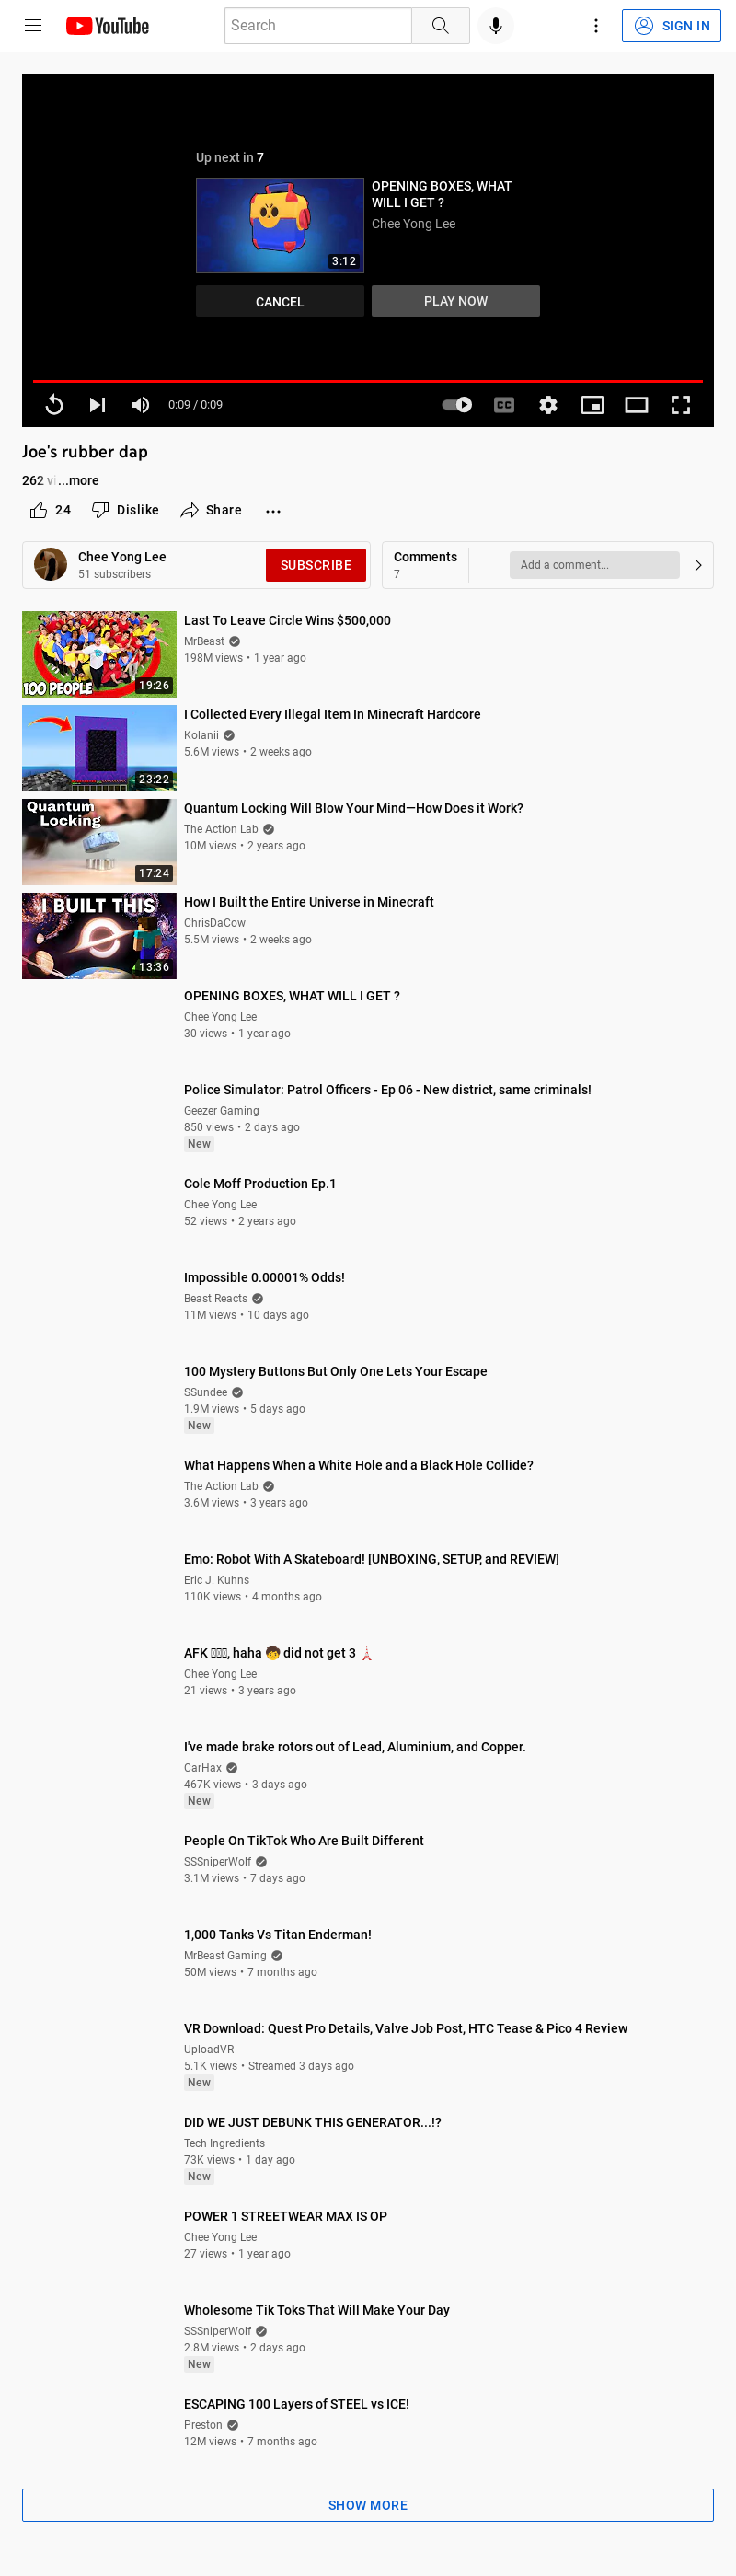 YouTube
Search
SIGN IN
Up next in 7
OPENING BOXES, WHAT
WILL I GET ?
Chee Yong Lee
3:12
CANCEL
PLAY NOW
0:09 / 0:09
CC
Joe's rubber dap
262 vi ...more
24
Dislike
Share
Chee Yong Lee
51 subscribers
SUBSCRIBE
Comments
7
Add a comment...
100 PEOPLE
19:26
Last To Leave Circle Wins $500,000
MrBeast
198M views • 1 year ago
23:22
I Collected Every Illegal Item In Minecraft Hardcore
Kolanii
5.6M views • 2 weeks ago
Quantum
Locking
17:24
Quantum Locking Will Blow Your Mind—How Does it Work?
The Action Lab
10M views • 2 years ago
I BUILT THIS
13:36
How I Built the Entire Universe in Minecraft
ChrisDaCow
5.5M views • 2 weeks ago
OPENING BOXES, WHAT WILL I GET ?
Chee Yong Lee
30 views • 1 year ago
Police Simulator: Patrol Officers - Ep 06 - New district, same criminals!
Geezer Gaming
850 views • 2 days ago
New
Cole Moff Production Ep.1
Chee Yong Lee
52 views • 2 years ago
Impossible 0.00001% Odds!
Beast Reacts
11M views • 10 days ago
100 Mystery Buttons But Only One Lets Your Escape
SSundee
1.9M views • 5 days ago
New
What Happens When a White Hole and a Black Hole Collide?
The Action Lab
3.6M views • 3 years ago
Emo: Robot With A Skateboard! [UNBOXING, SETUP, and REVIEW]
Eric J. Kuhns
110K views • 4 months ago
AFK , haha 🧒 did not get 3 🗼
Chee Yong Lee
21 views • 3 years ago
I've made brake rotors out of Lead, Aluminium, and Copper.
CarHax
467K views • 3 days ago
New
People On TikTok Who Are Built Different
SSSniperWolf
3.1M views • 7 days ago
1,000 Tanks Vs Titan Enderman!
MrBeast Gaming
50M views • 7 months ago
VR Download: Quest Pro Details, Valve Job Post, HTC Tease & Pico 4 Review
UploadVR
5.1K views • Streamed 3 days ago
New
DID WE JUST DEBUNK THIS GENERATOR...!?
Tech Ingredients
73K views • 1 day ago
New
POWER 1 STREETWEAR MAX IS OP
Chee Yong Lee
27 views • 1 year ago
Wholesome Tik Toks That Will Make Your Day
SSSniperWolf
2.8M views • 2 days ago
New
ESCAPING 100 Layers of STEEL vs ICE!
Preston
12M views • 7 months ago
SHOW MORE